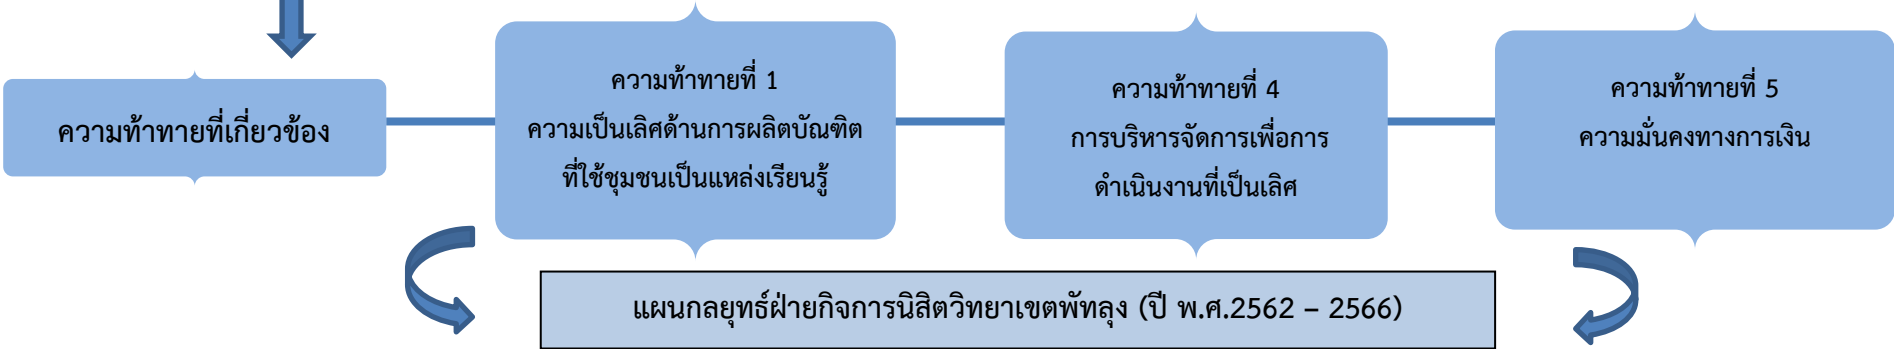 ความท้าทายที่เกี่ยวข้อง
ความท้าทายที่ 1
ความเป็นเลิศด้านการผลิตบัณฑิต
ที่ใช้ชุมชนเป็นแหล่งเรียนรู้
ความท้าทายที่ 4
การบริหารจัดการเพื่อการ
ดำเนินงานที่เป็นเลิศ
ความท้าทายที่ 5
ความมั่นคงทางการเงิน
แผนกลยุทธ์ฝ่ายกิจการนิสิตวิทยาเขตพัทลุง (ปี พ.ศ.2562 – 2566)